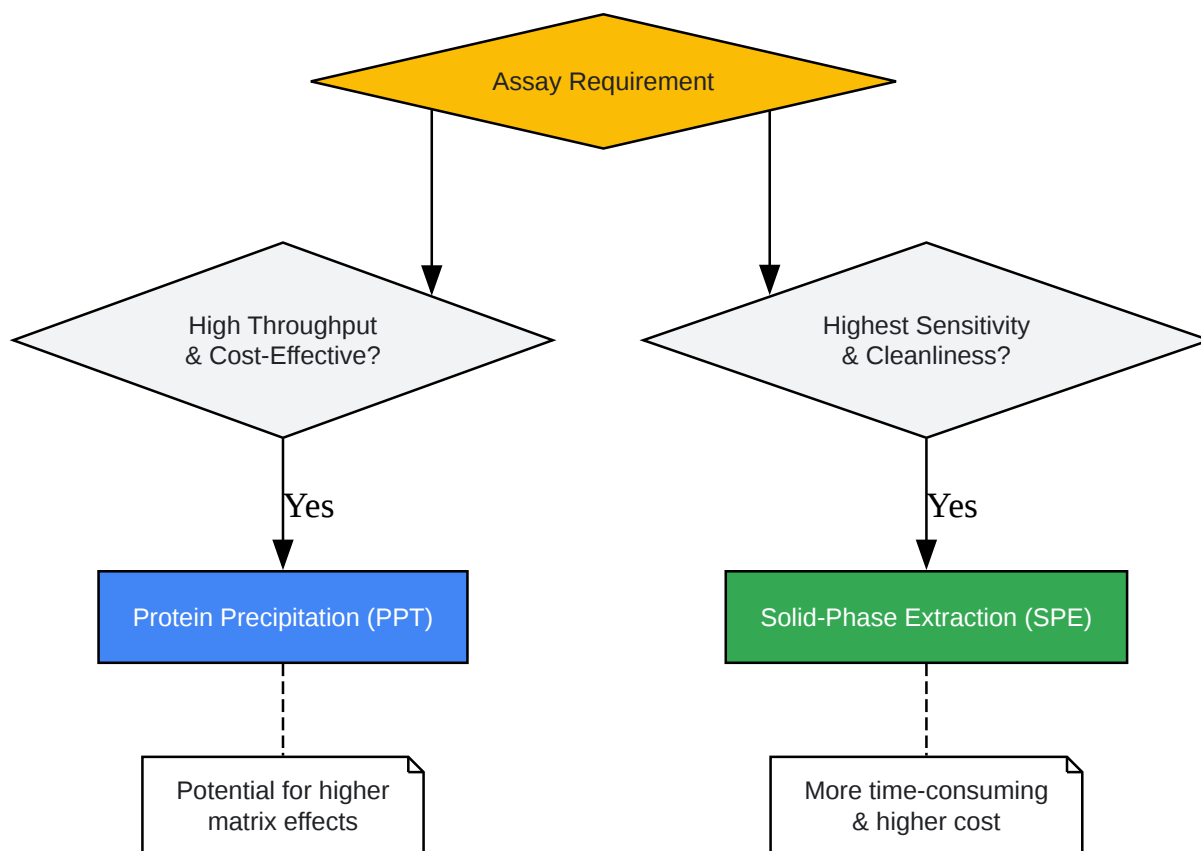 Assay Requirement
High Throughput
& Cost-Effective?
Highest Sensitivity
& Cleanliness?
Yes
Yes
Protein Precipitation (PPT)
Solid-Phase Extraction (SPE)
Potential for higher
matrix effects
More time-consuming
& higher cost